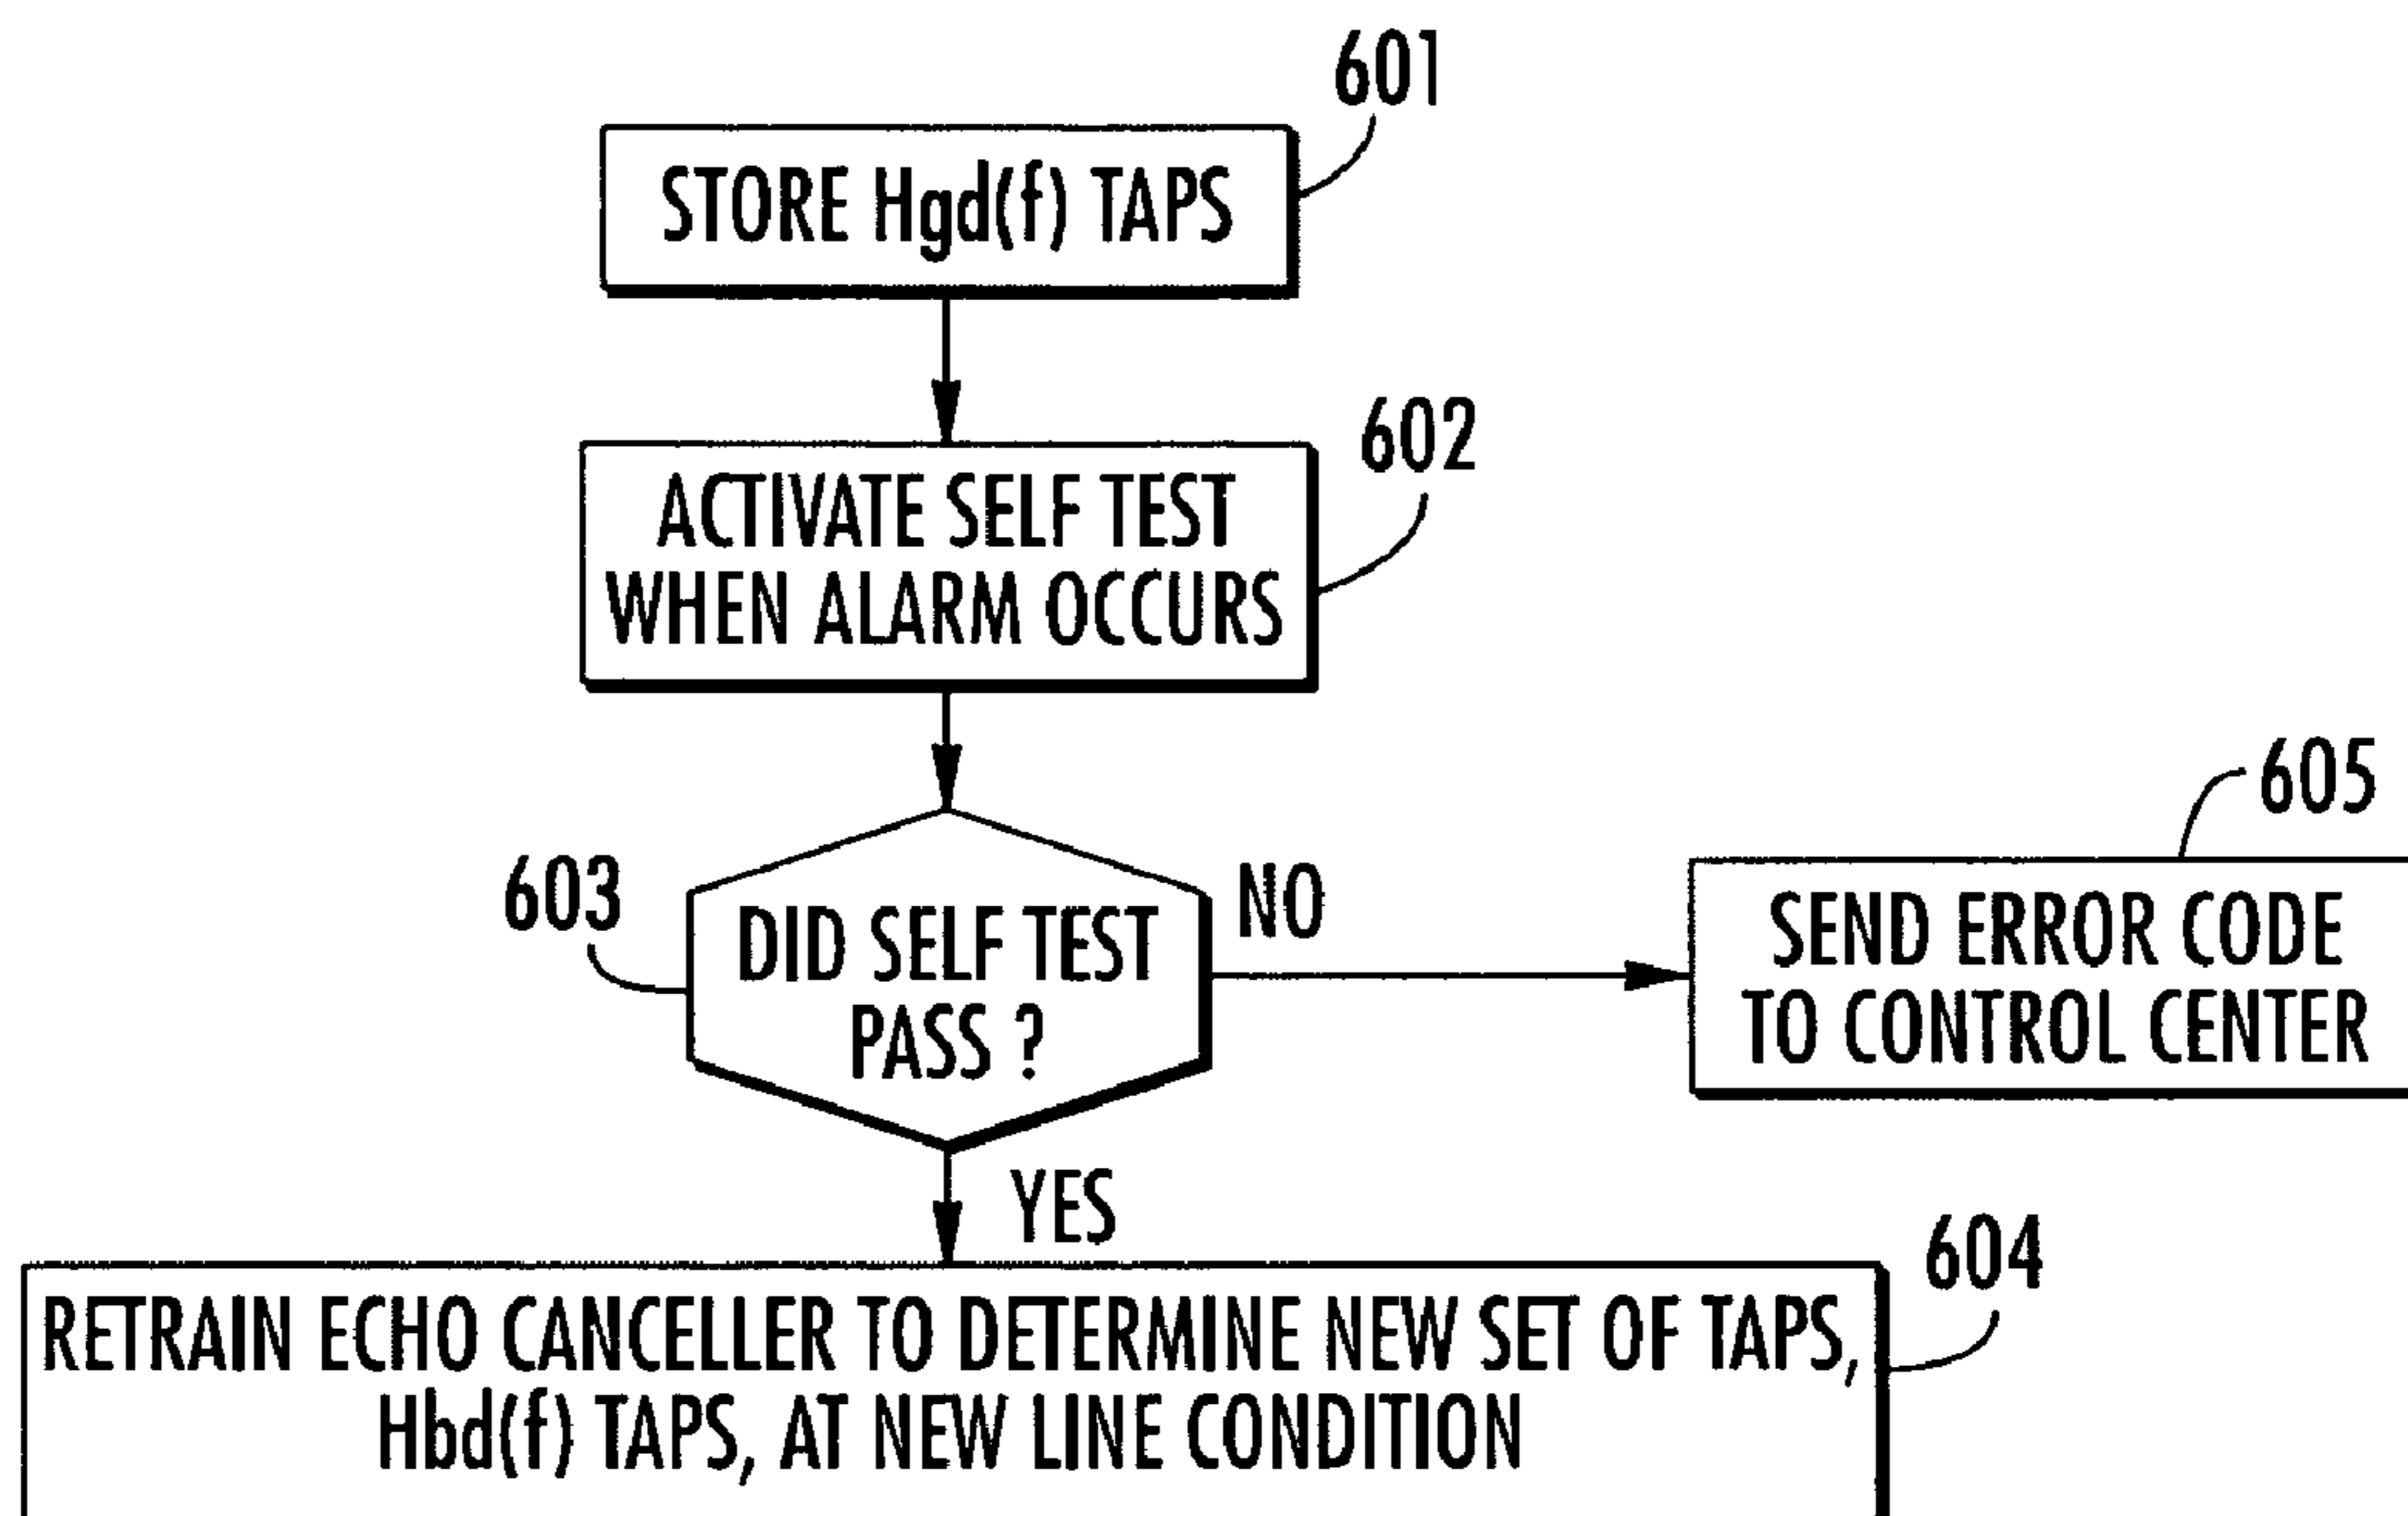 601
STORE Hgd(f) TAPS
602
ACTIVATE SELF TEST
WHEN ALARM OCCURS
603
DID SELF TEST
PASS ?
NO
605
SEND ERROR CODE
TO CONTROL CENTER
YES
604
RETRAIN ECHO CANCELLER TO DETERMINE NEW SET OF TAPS,
Hbd(f) TAPS, AT NEW LINE CONDITION